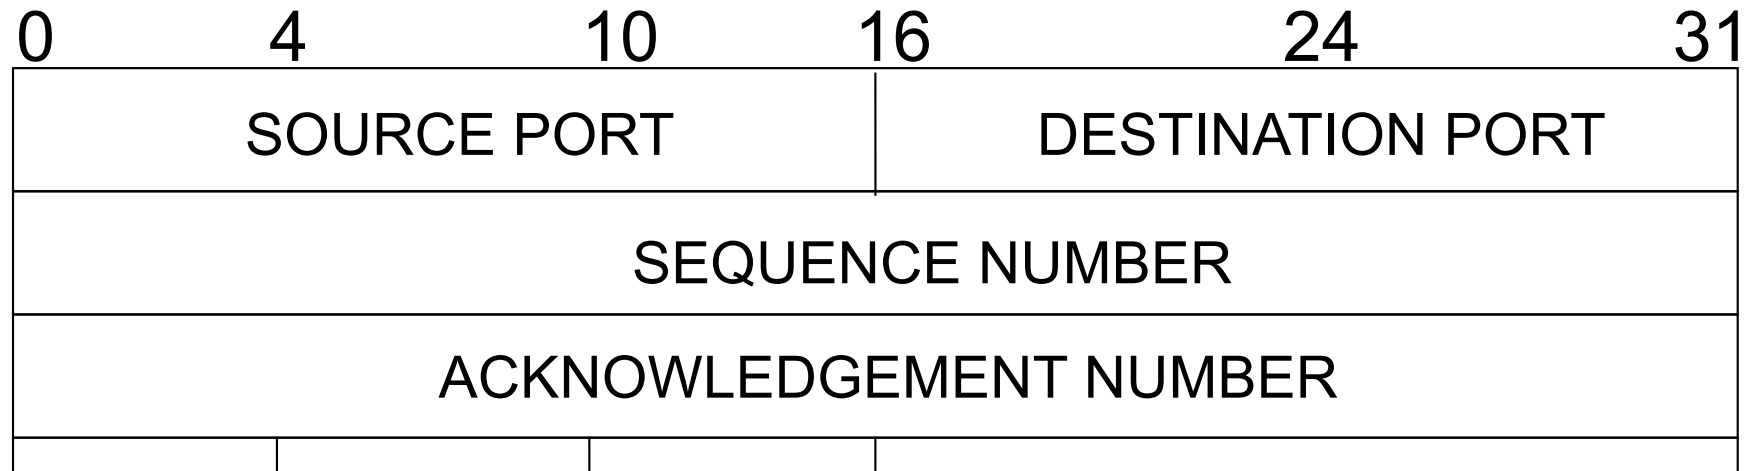 0 4 10 16 24 31
SOURCE PORT DESTINATION PORT
SEQUENCE NUMBER
ACKNOWLEDGEMENT NUMBER